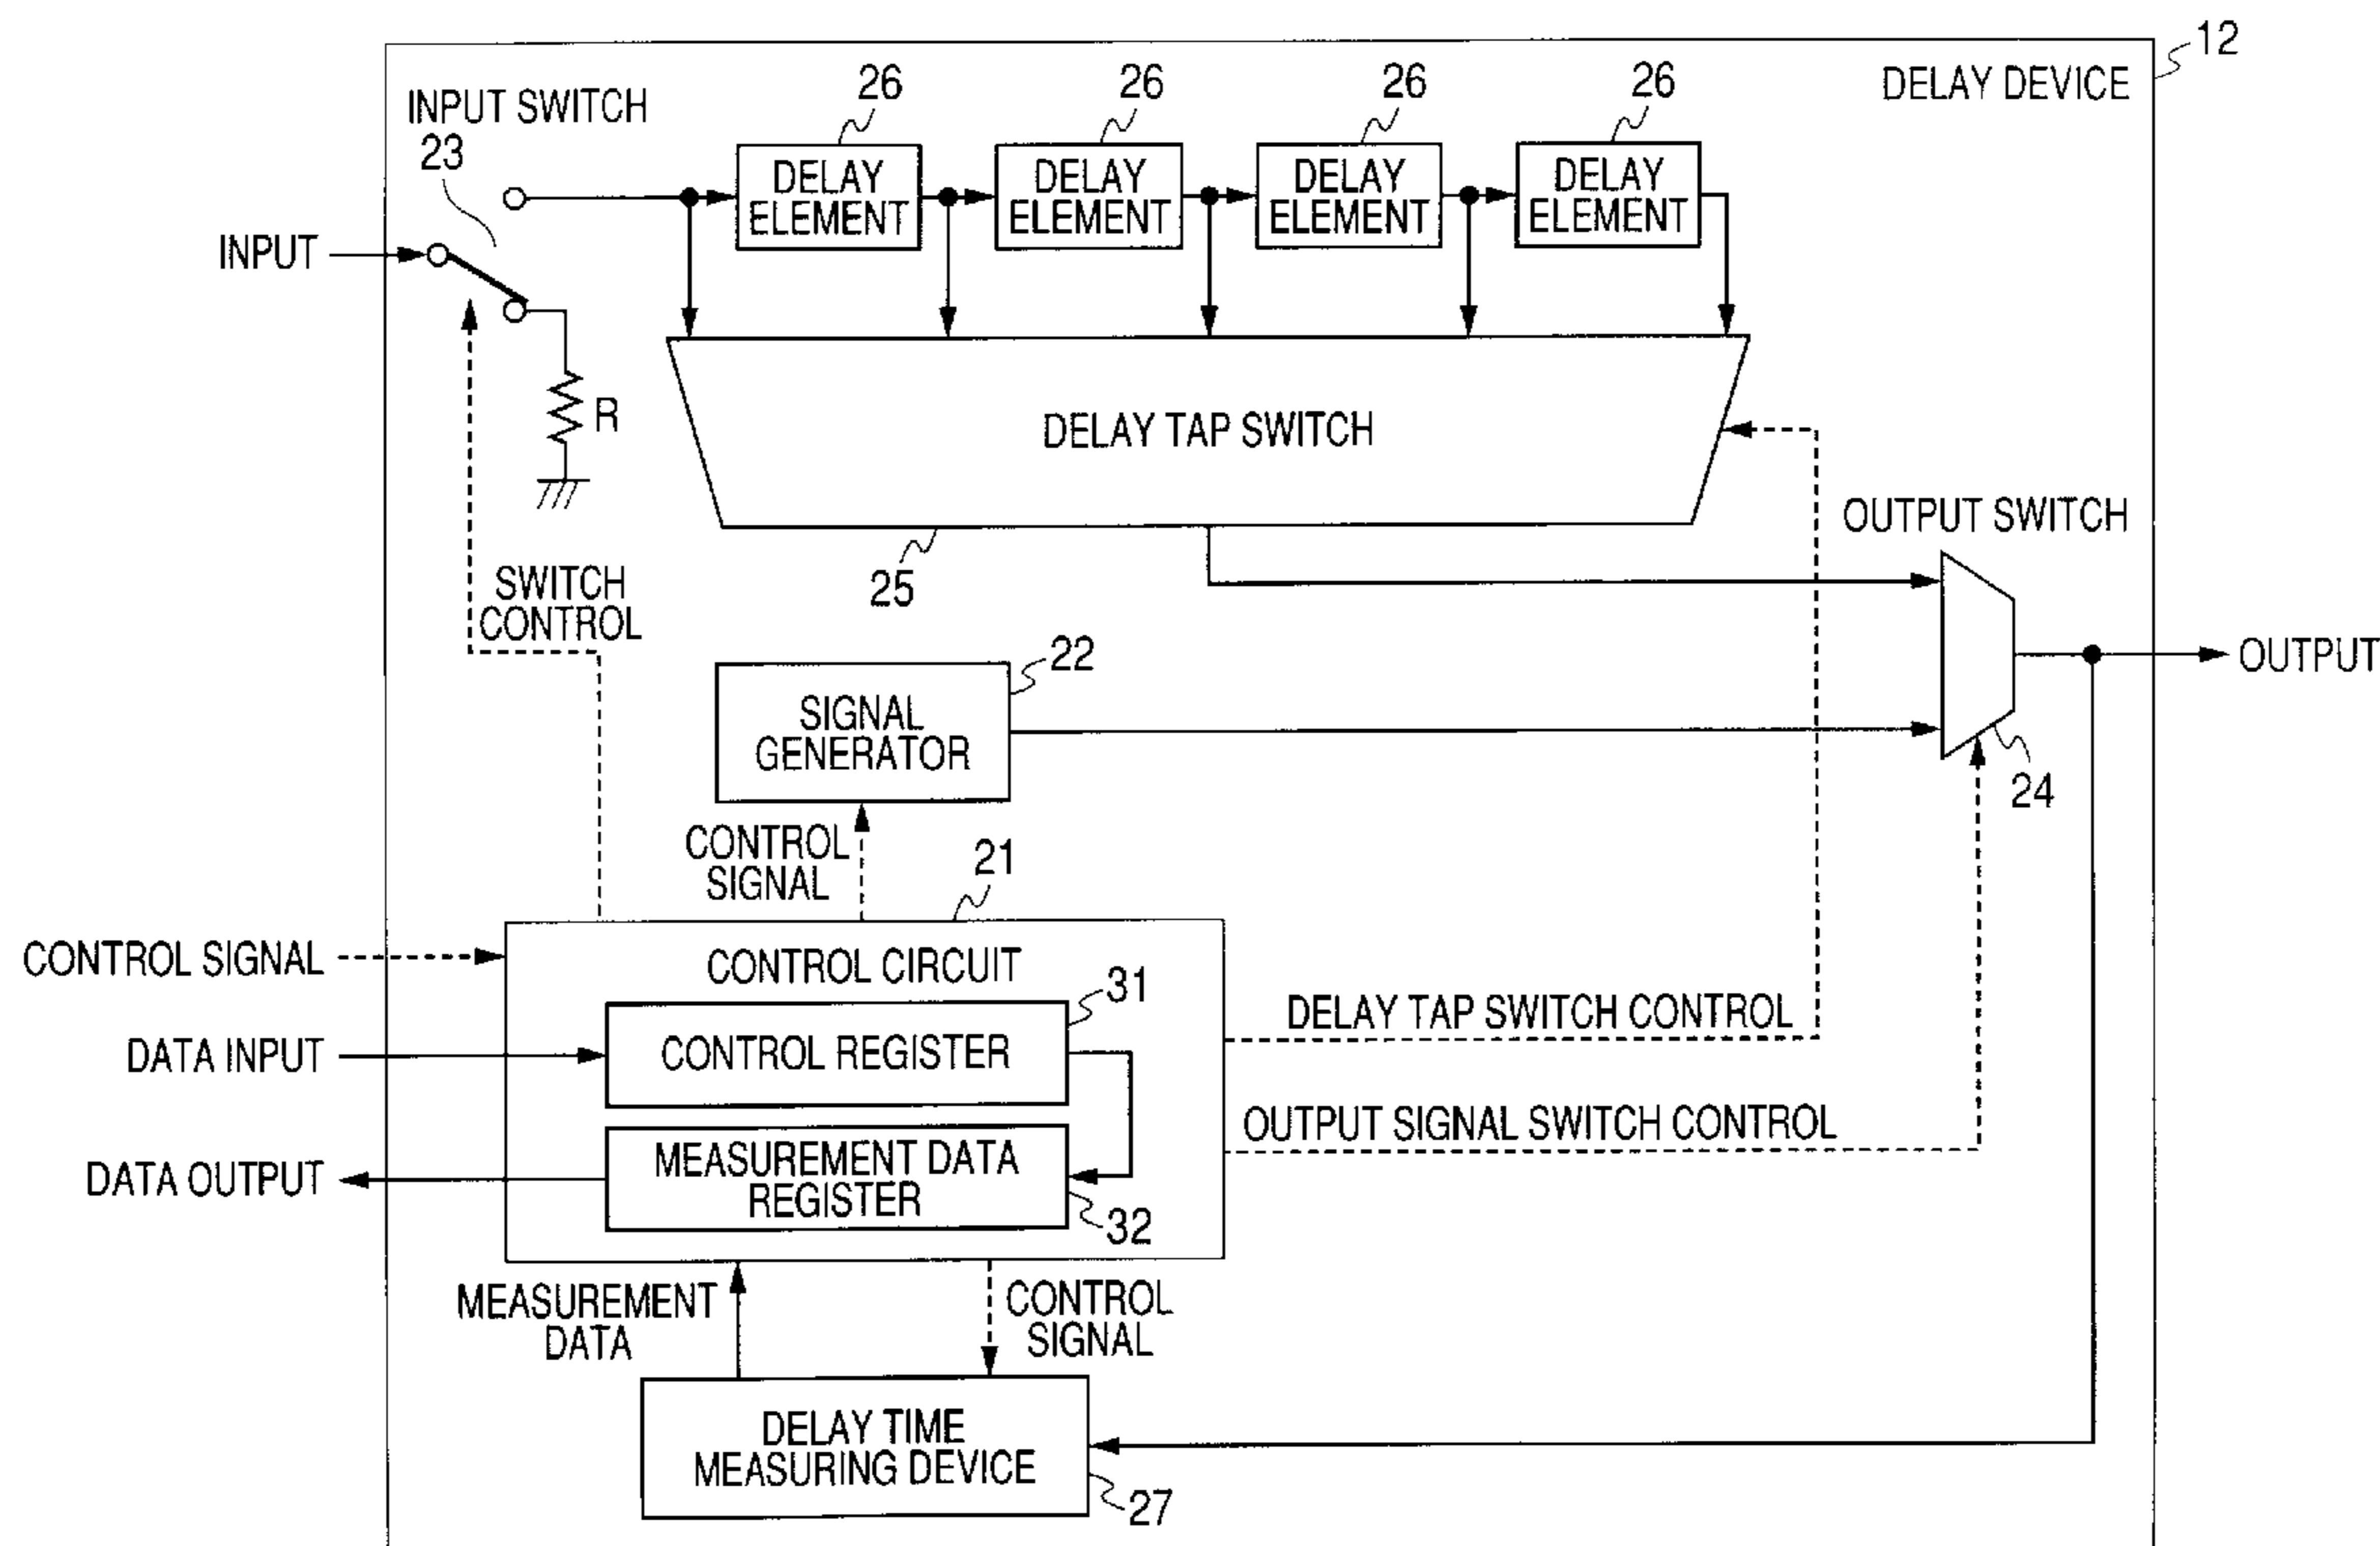 12
DELAY DEVICE
INPUT SWITCH
23
26
26
26
26
DELAY
ELEMENT
DELAY
ELEMENT
DELAY
ELEMENT
DELAY
ELEMENT
INPUT
R
DELAY TAP SWITCH
25
OUTPUT SWITCH
SWITCH
CONTROL
22
SIGNAL
GENERATOR
OUTPUT
24
CONTROL
SIGNAL
21
CONTROL SIGNAL
CONTROL CIRCUIT
31
DATA INPUT
CONTROL REGISTER
DELAY TAP SWITCH CONTROL
OUTPUT SIGNAL SWITCH CONTROL
DATA OUTPUT
MEASUREMENT DATA
REGISTER
32
MEASUREMENT
DATA
CONTROL
SIGNAL
DELAY TIME
MEASURING DEVICE
27